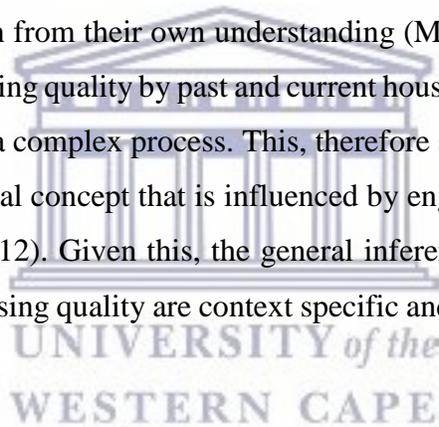 from their own understanding (M
ing quality by past and current hous
a complex process. This, therefore
al concept that is influenced by eng
12). Given this, the general infere
sing quality are context specific and
UNIVERSITY of the
WESTERN CAPE